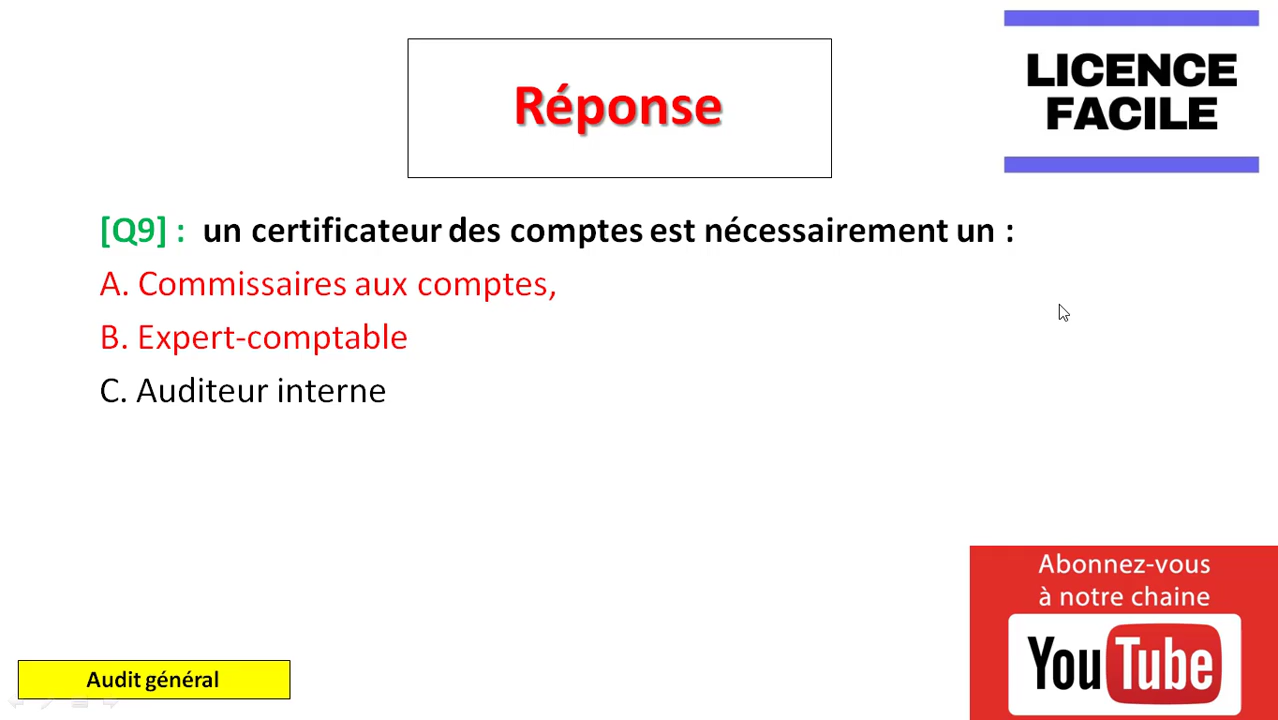 Réponse
LICENCE
FACILE
[Q9] : un certificateur des comptes est nécessairement un :
A. Commissaires aux comptes,
B. Expert-comptable
C. Auditeur interne
Abonnez-vous
à notre chaine
YouTube
Audit général